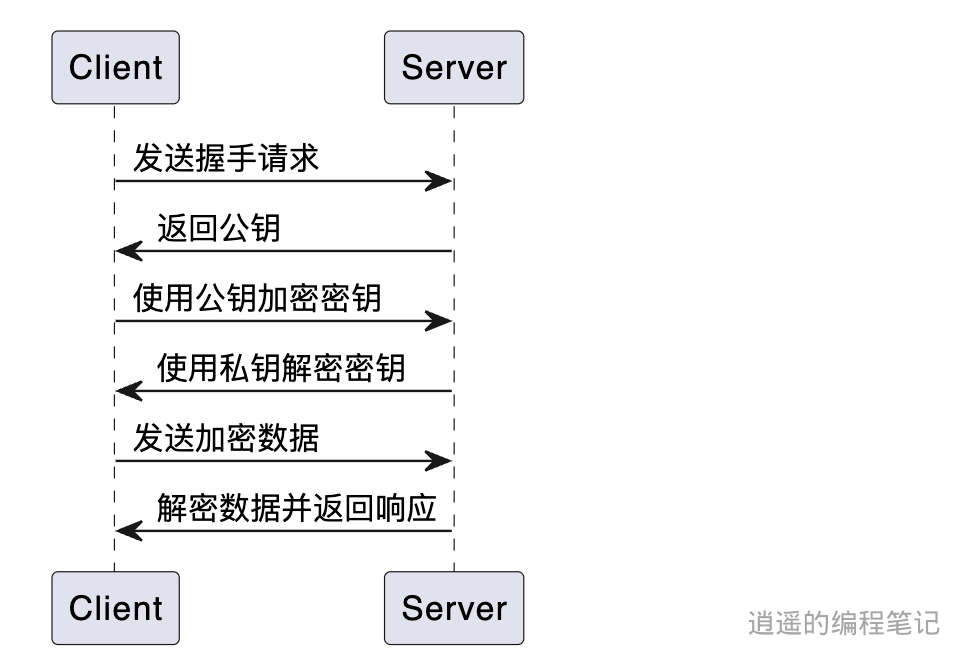 Client Server
发送握手请求
返回公钥
使用公钥加密密钥
使用私钥解密密钥
发送加密数据
解密数据并返回响应
Client Server
逍遥的编程笔记